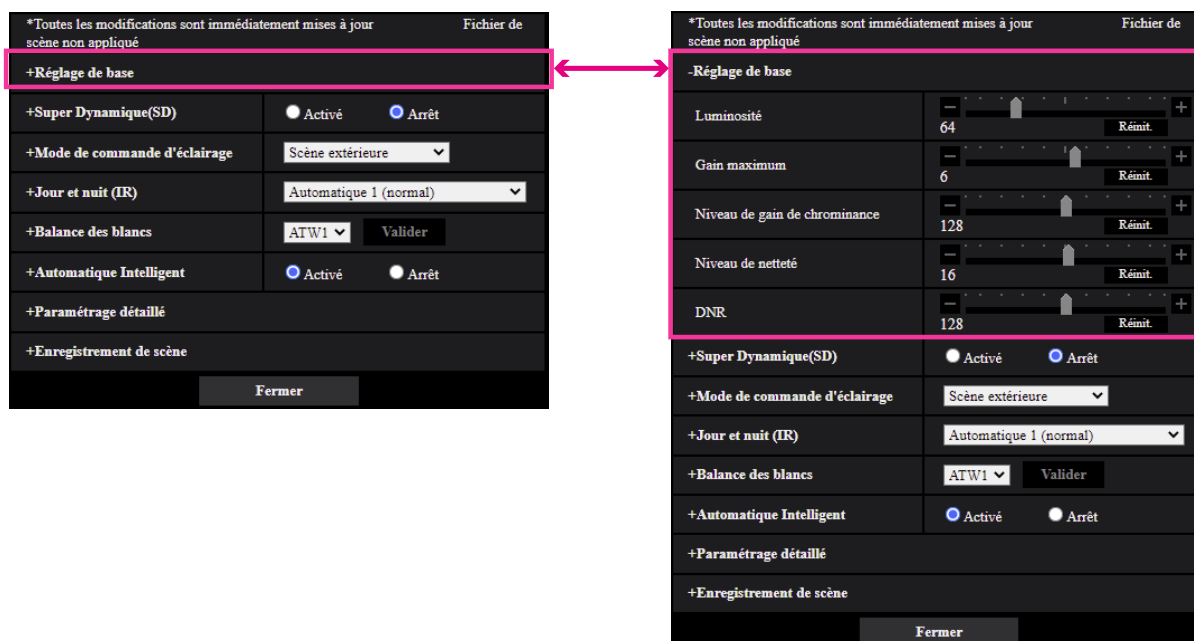 *Toutes les modifications sont immédiatement mises à jour Fichier de
scène non appliqué
+Réglage de base
+Super Dynamique(SD) Activé Arrêt
+Mode de commande d'éclairage Scène extérieure
+Jour et nuit (IR) Automatique 1 (normal)
+Balance des blancs ATW1 Valider
+Automatique Intelligent Activé Arrêt
+Paramétrage détaillé
+Enregistrement de scène
Fermer
*Toutes les modifications sont immédiatement mises à jour Fichier de
scène non appliqué
-Réglage de base
Luminosité - +
64 Réinit.
Gain maximum - +
6 Réinit.
Niveau de gain de chrominance - +
128 Réinit.
Niveau de netteté - +
16 Réinit.
DNR - +
128 Réinit.
+Super Dynamique(SD) Activé Arrêt
+Mode de commande d'éclairage Scène extérieure
+Jour et nuit (IR) Automatique 1 (normal)
+Balance des blancs ATW1 Valider
+Automatique Intelligent Activé Arrêt
+Paramétrage détaillé
+Enregistrement de scène
Fermer